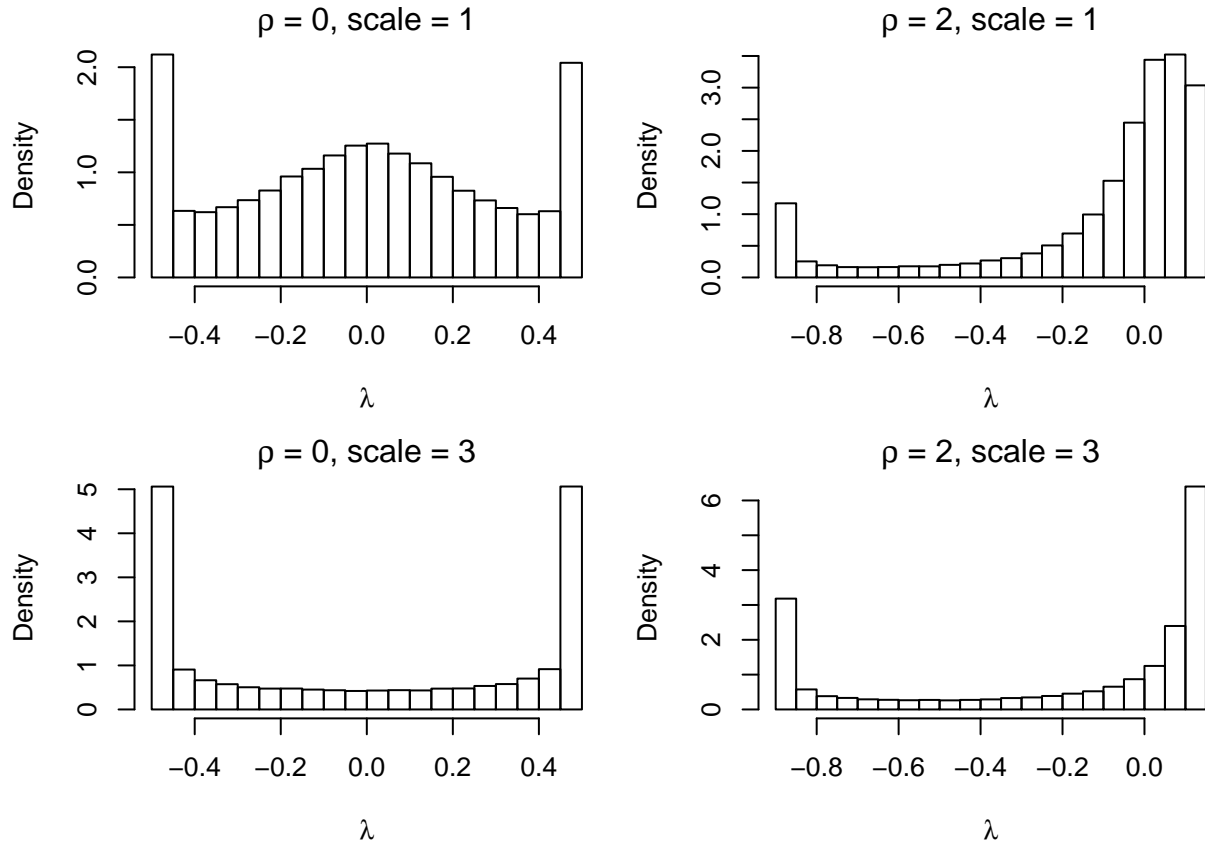 ρ = 0, scale = 1
Density
0.0 1.0 2.0
−0.4 −0.2 0.0 0.2 0.4
λ
ρ = 2, scale = 1
Density
0.0 1.0 2.0 3.0
−0.8 −0.6 −0.4 −0.2 0.0
λ
ρ = 0, scale = 3
Density
0 1 2 3 4 5
−0.4 −0.2 0.0 0.2 0.4
λ
ρ = 2, scale = 3
Density
0 2 4 6
−0.8 −0.6 −0.4 −0.2 0.0
λ